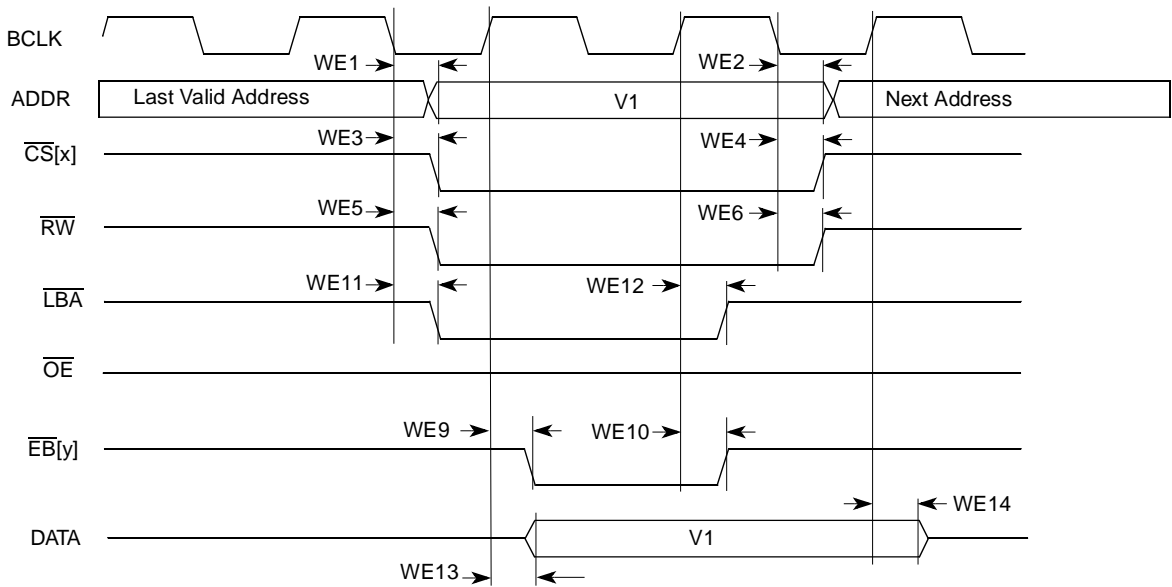 BCLK
WE1
WE2
ADDR
Last Valid Address
V1
Next Address
WE3
WE4
CS[x]
WE5
WE6
RW
WE11
WE12
LBA
OE
WE9
WE10
EB[y]
WE14
DATA
V1
WE13